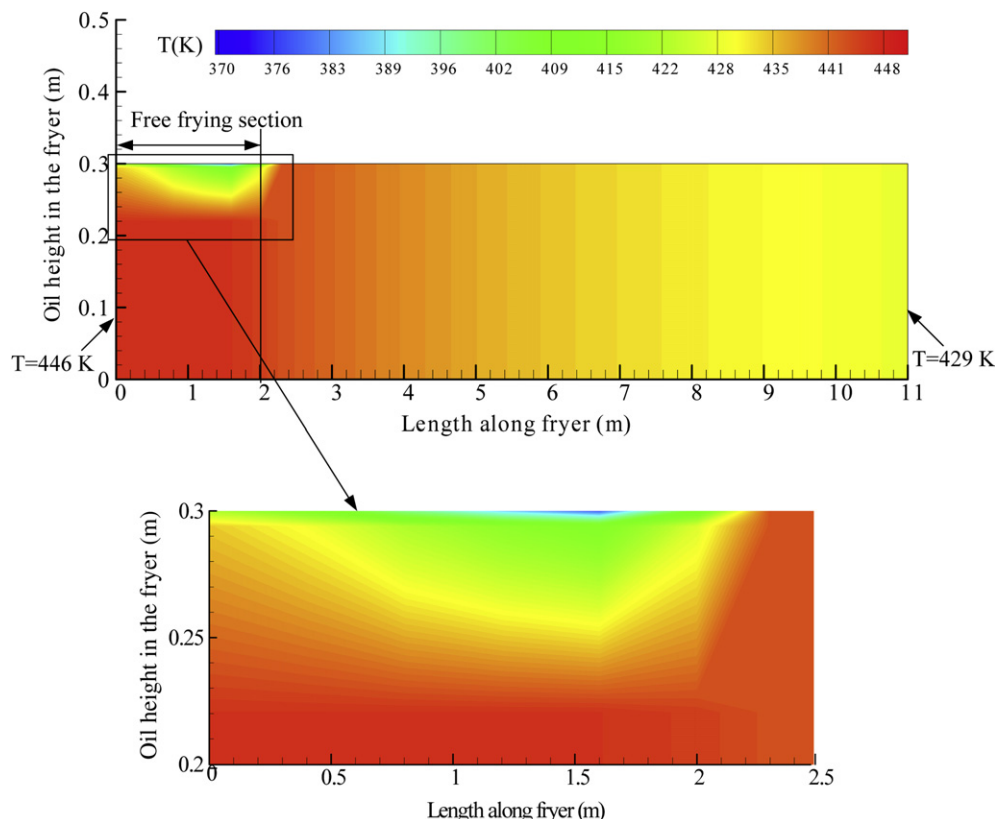 0.5
T(K)
370 376 383 389 396 402 409 415 422 428 435 441 448
0.4
Free frying section
0.3
0.2
0.1
0
Oil height in the fryer (m)
T=446 K
T=429 K
0 1 2 3 4 5 6 7 8 9 10 11
Length along fryer (m)
0.3
0.25
0.2
Oil height in the fryer (m)
0 0.5 1 1.5 2 2.5
Length along fryer (m)